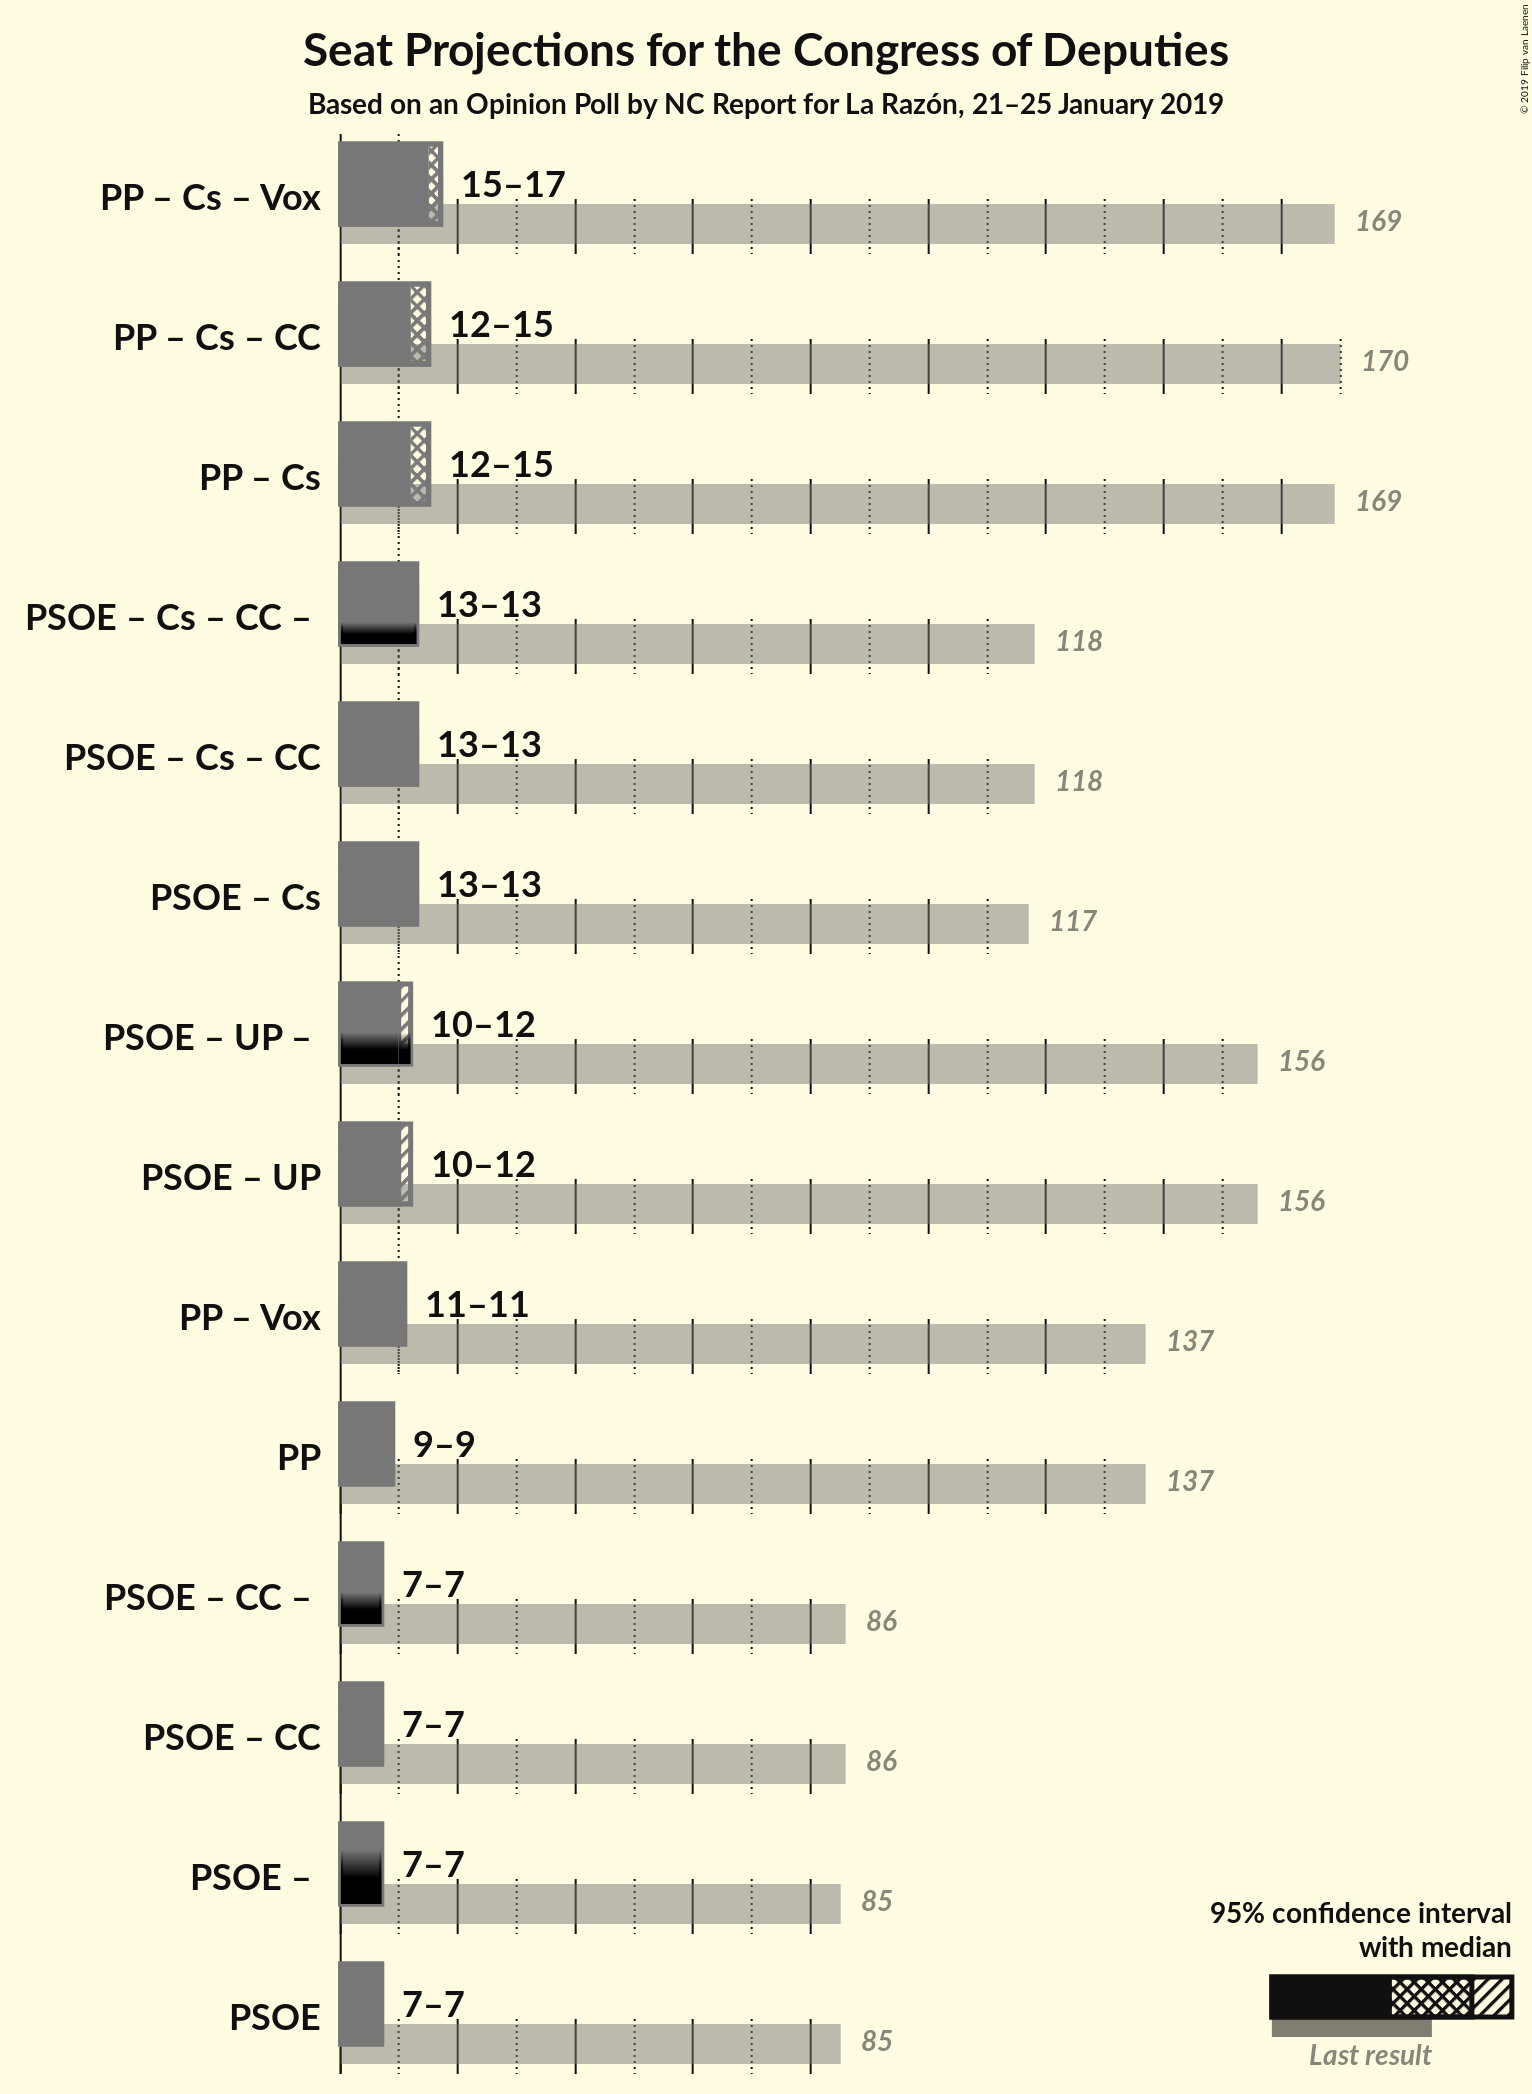 Seat Projections for the Congress of Deputies
Based on an Opinion Poll by NC Report for La Razón, 21–25 January 2019
© 2019 Filip van Laenen
PP – Cs – Vox
15–17
169
PP – Cs – CC
12–15
170
PP – Cs
12–15
169
PSOE – Cs – CC –
13–13
118
PSOE – Cs – CC
13–13
118
PSOE – Cs
13–13
117
PSOE – UP –
10–12
156
PSOE – UP
10–12
156
PP – Vox
11–11
137
PP
9–9
137
PSOE – CC –
7–7
86
PSOE – CC
7–7
86
PSOE –
7–7
85
PSOE
7–7
85
95% confidence interval
with median
Last result